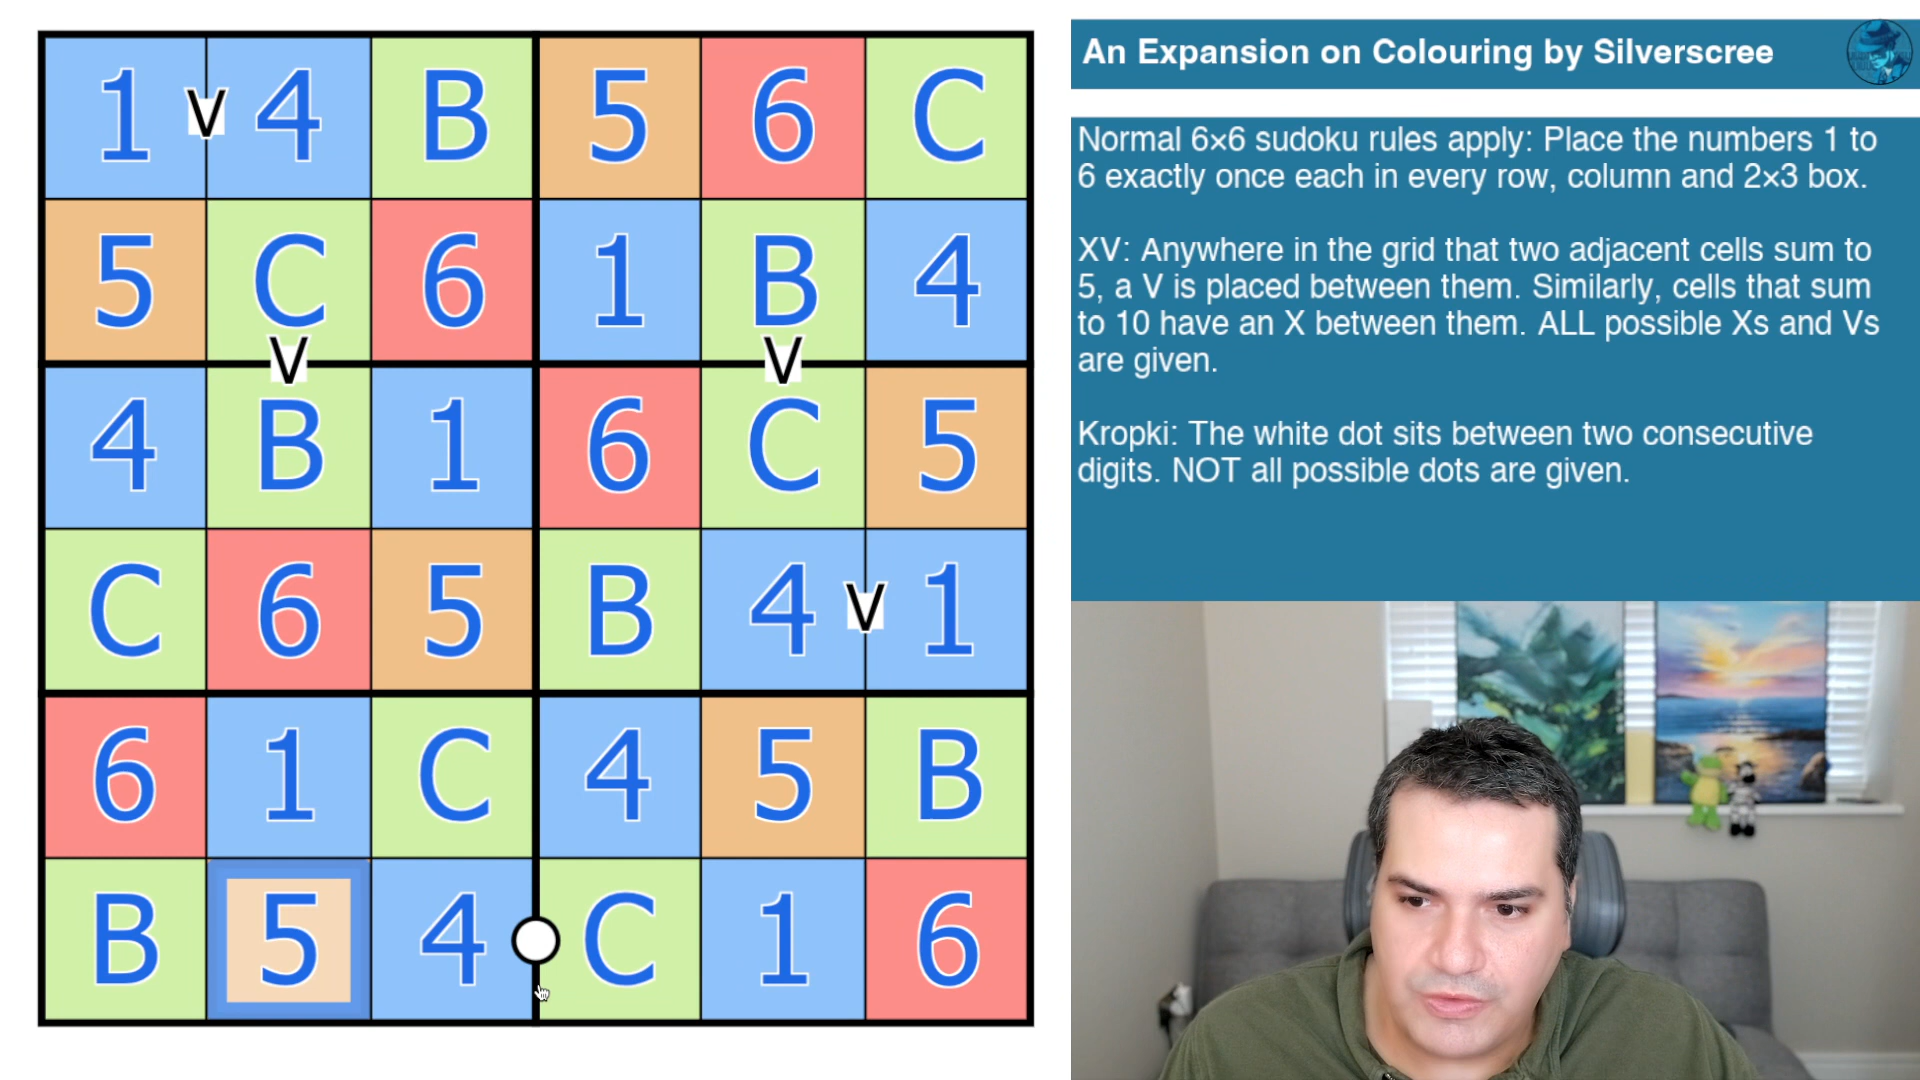 An Expansion on Colouring by Silverscree
Normal 6×6 sudoku rules apply: Place the numbers 1 to
6 exactly once each in every row, column and 2×3 box.
XV: Anywhere in the grid that two adjacent cells sum to
5, a V is placed between them. Similarly, cells that sum
to 10 have an X between them. ALL possible Xs and Vs
are given.
Kropki: The white dot sits between two consecutive
digits. NOT all possible dots are given.
1 V 4 B 5 6 C
5 C 6 1 B 4
V V
4 B 1 6 C 5
C 6 5 B 4 V 1
6 1 C 4 5 B
B 5 4 C 1 6